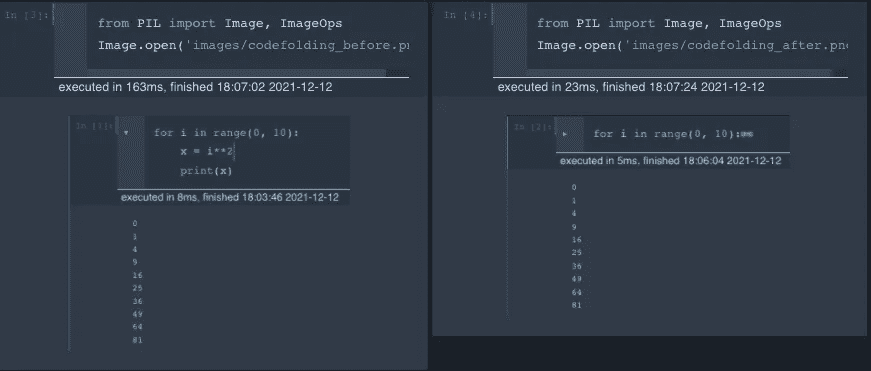 In [3]:
from PIL import Image, ImageOps
Image.open('images/codefolding_before.pn
executed in 163ms, finished 18:07:02 2021-12-12
In [1]:
for i in range(0, 10):
x = i**2
print(x)
executed in 8ms, finished 18:03:46 2021-12-12
0
1
4
9
16
25
36
49
64
81
In [4]:
from PIL import Image, ImageOps
Image.open('images/codefolding_after.png
executed in 23ms, finished 18:07:24 2021-12-12
In [2]:
for i in range(0, 10):
executed in 5ms, finished 18:06:04 2021-12-12
0
1
4
9
16
25
36
49
64
81